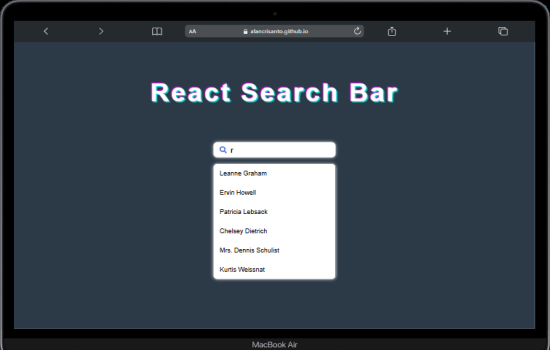 AA
alancrisanto.github.io
React Search Bar
r
Leanne Graham
Ervin Howell
Patricia Lebsack
Chelsey Dietrich
Mrs. Dennis Schulist
Kurtis Weissnat
MacBook Air